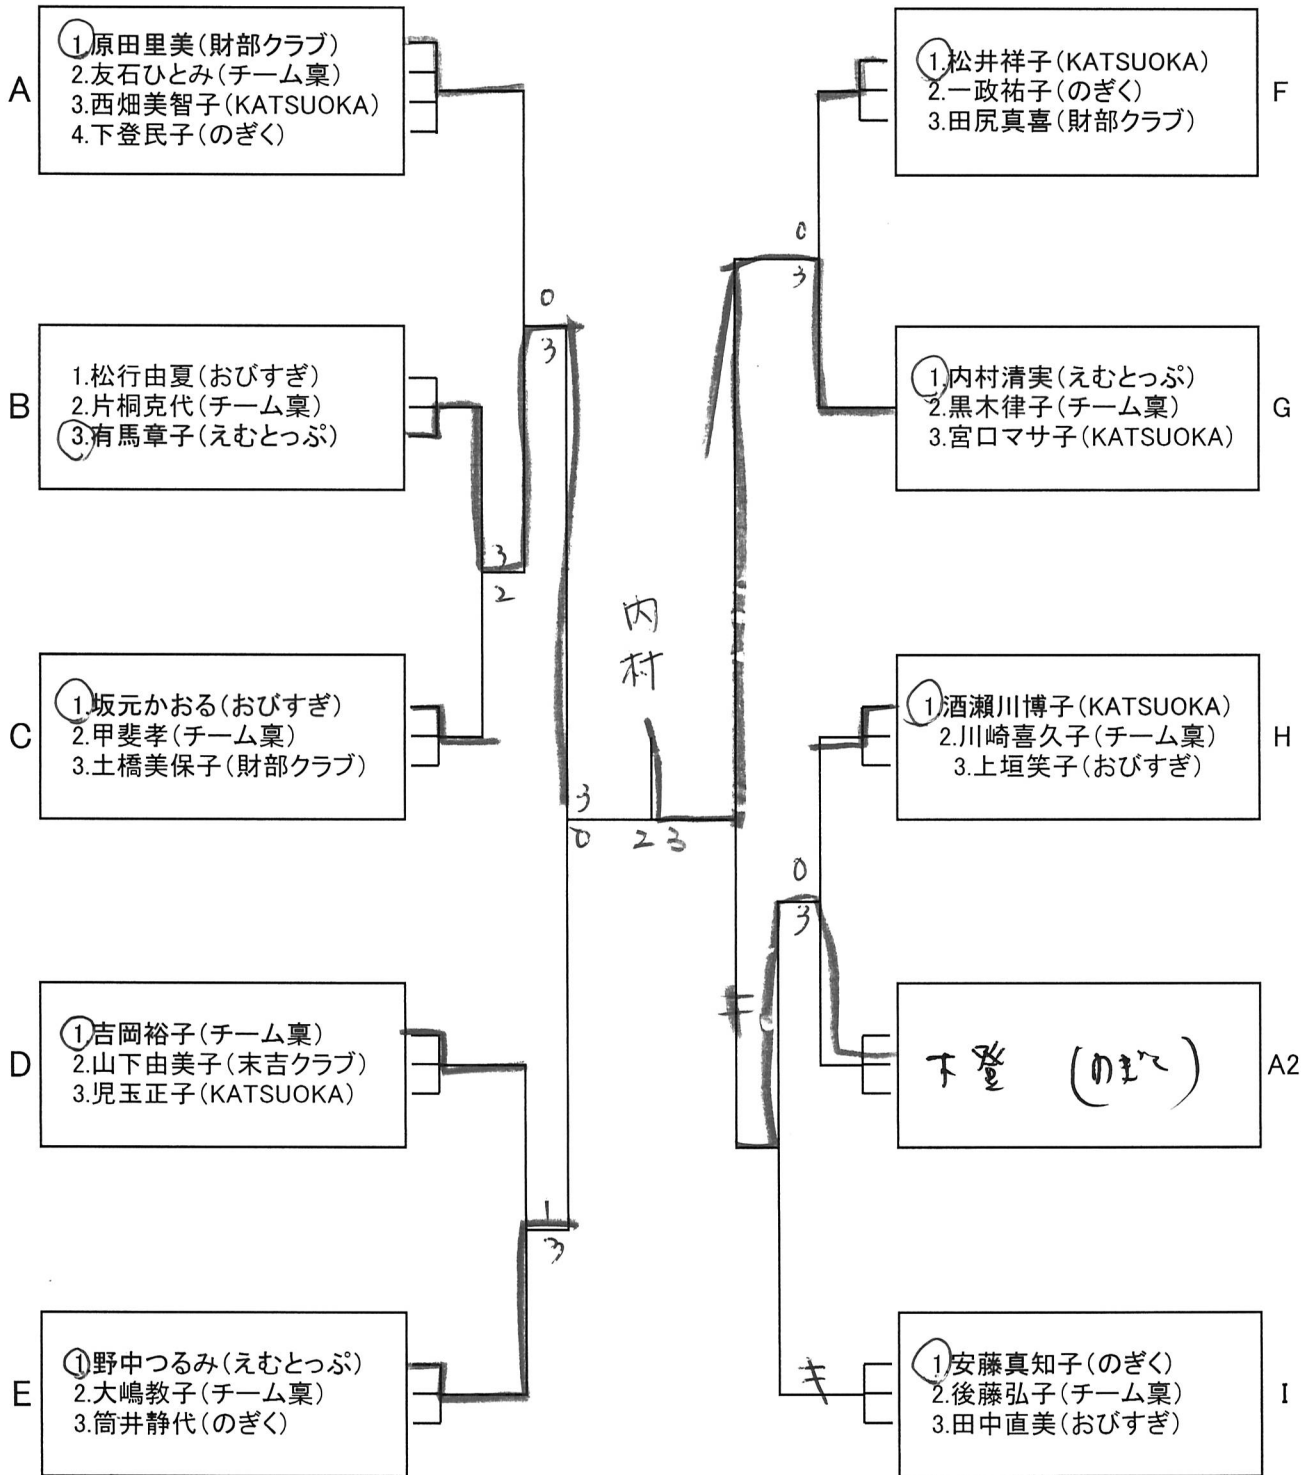 A
①原田里美(財部クラブ)
2.友石ひとみ(チーム稟)
3.西畑美智子(KATSUOKA)
4.下登民子(のぎく)
B
1.松行由夏(おびすぎ)
2.片桐克代(チーム稟)
③有馬章子(えむとっぷ)
C
①坂元かおる(おびすぎ)
2.甲斐孝(チーム稟)
3.土橋美保子(財部クラブ)
D
①吉岡裕子(チーム稟)
2.山下由美子(末吉クラブ)
3.児玉正子(KATSUOKA)
E
①野中つるみ(えむとっぷ)
2.大嶋教子(チーム稟)
3.筒井静代(のぎく)
0
3
3
2
1
3
3
0
内村
2 3
0
3
0
3
キ
キ
F
①松井祥子(KATSUOKA)
2.一政祐子(のぎく)
3.田尻真喜(財部クラブ)
G
①内村清実(えむとっぷ)
2.黒木律子(チーム稟)
3.宮口マサ子(KATSUOKA)
H
①酒瀬川博子(KATSUOKA)
2.川崎喜久子(チーム稟)
3.上垣笑子(おびすぎ)
A2
下登 (のぎく)
I
①安藤真知子(のぎく)
2.後藤弘子(チーム稟)
3.田中直美(おびすぎ)